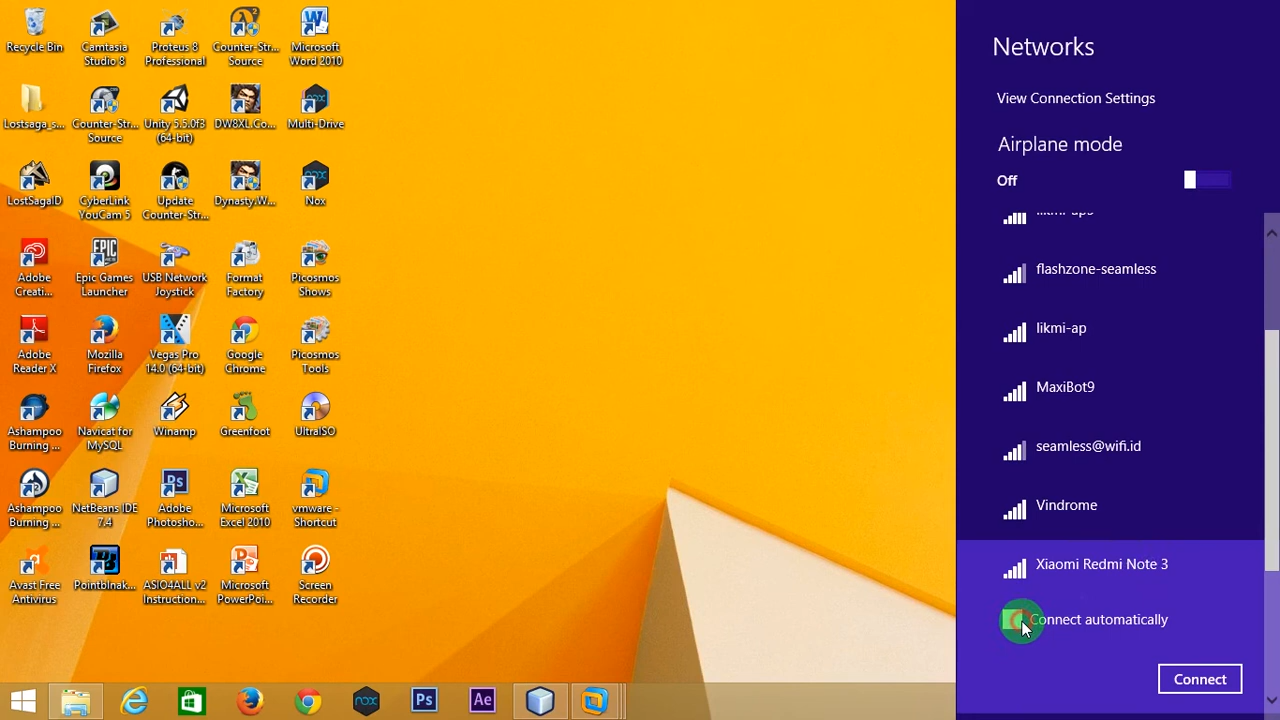 Recycle Bin
Camtasia
Studio 8
Proteus 8
Professional
Counter-Str...
Source
Microsoft
Word 2010
Lostsaga_s...
Counter-Str...
Source
Unity 5.5.0f3
(64-bit)
DW8XL.Co...
Multi-Drive
LostSagaID
CyberLink
YouCam 5
Update
Counter-Str...
Dynasty.W...
Nox
Adobe
Creati...
Epic Games
Launcher
USB Network
Joystick
Format
Factory
Picosmos
Shows
Adobe
Reader X
Mozilla
Firefox
Vegas Pro
14.0 (64-bit)
Google
Chrome
Picosmos
Tools
Ashampoo
Burning ...
Navicat for
MySQL
Winamp
Greenfoot
UltraISO
Ashampoo
Burning ...
NetBeans IDE
7.4
Adobe
Photosho...
Microsoft
Excel 2010
vmware -
Shortcut
Avast Free
Antivirus
Pointblnak...
ASIO4ALL v2
Instruction...
Microsoft
PowerPoi...
Screen
Recorder
Networks
View Connection Settings
Airplane mode
Off
flashzone-seamless
likmi-ap
MaxiBot9
seamless@wifi.id
Vindrome
Xiaomi Redmi Note 3
Connect automatically
Connect
nox
Ps
Ae